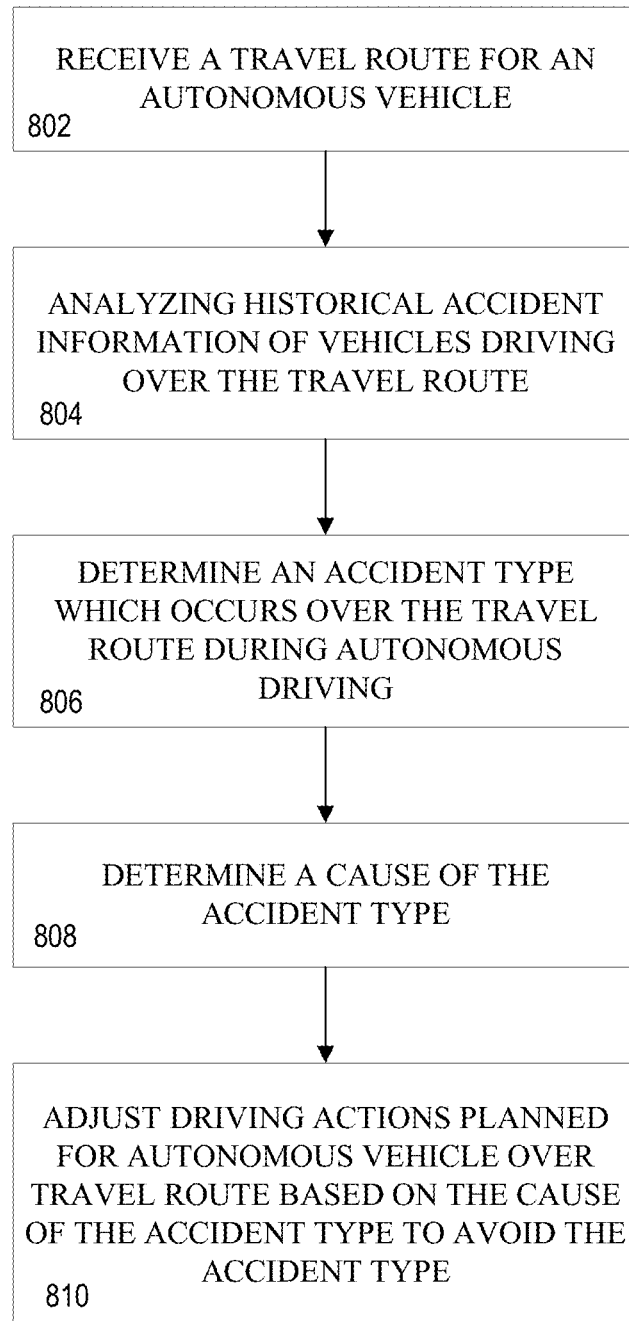 RECEIVE A TRAVEL ROUTE FOR AN
AUTONOMOUS VEHICLE
802
ANALYZING HISTORICAL ACCIDENT
INFORMATION OF VEHICLES DRIVING
OVER THE TRAVEL ROUTE
804
DETERMINE AN ACCIDENT TYPE
WHICH OCCURS OVER THE TRAVEL
ROUTE DURING AUTONOMOUS
DRIVING
806
DETERMINE A CAUSE OF THE
ACCIDENT TYPE
808
ADJUST DRIVING ACTIONS PLANNED
FOR AUTONOMOUS VEHICLE OVER
TRAVEL ROUTE BASED ON THE CAUSE
OF THE ACCIDENT TYPE TO AVOID THE
ACCIDENT TYPE
810